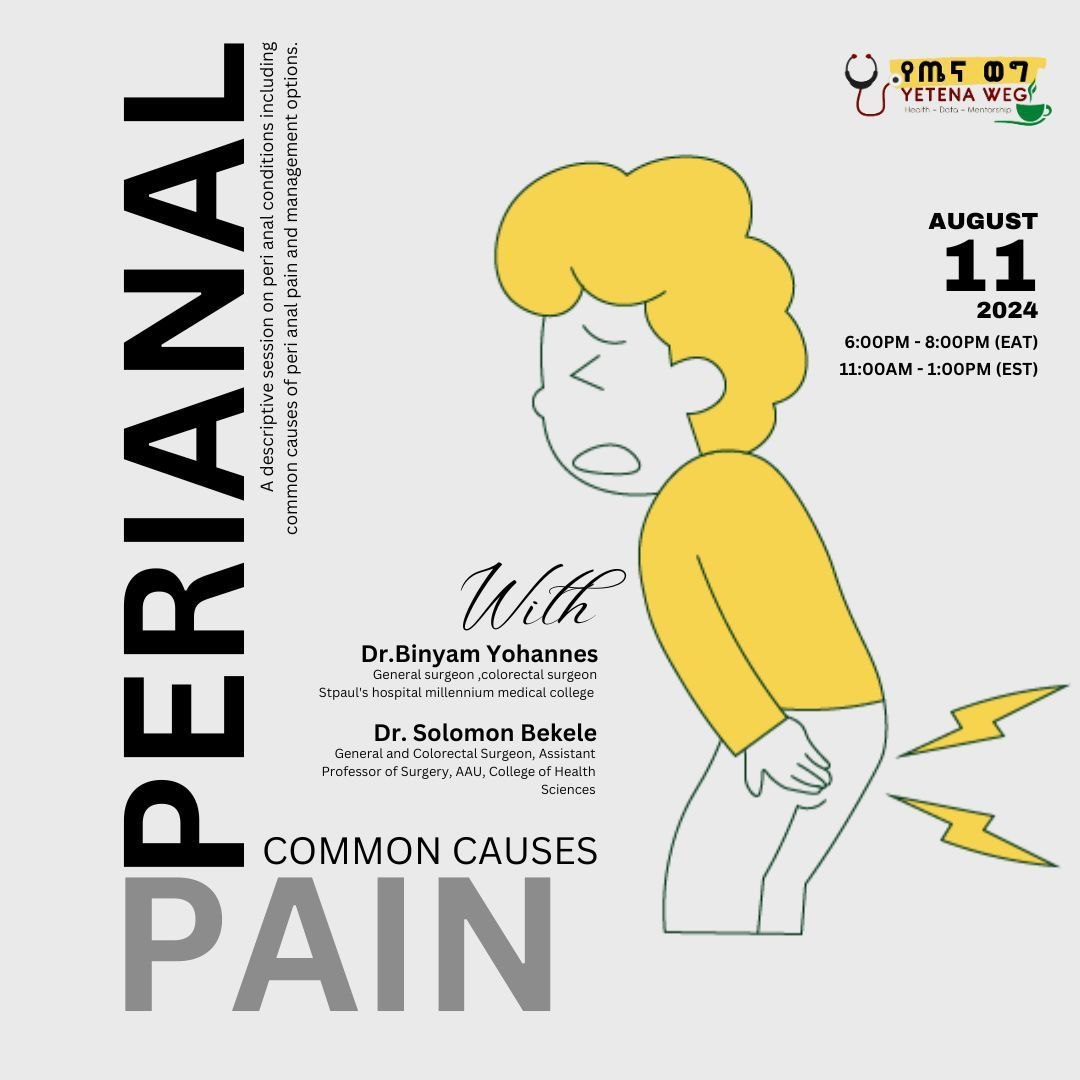 PERIANAL
A descriptive session on peri anal conditions including
common causes of peri anal pain and management options.
የጤና ወግ
YETENA WEG
Health - Data - Mentorship
AUGUST
11
2024
6:00PM - 8:00PM (EAT)
11:00AM - 1:00PM (EST)
With
Dr.Binyam Yohannes
General surgeon ,colorectal surgeon
Stpaul's hospital millennium medical college
Dr. Solomon Bekele
General and Colorectal Surgeon, Assistant
Professor of Surgery, AAU, College of Health
Sciences
COMMON CAUSES
PAIN